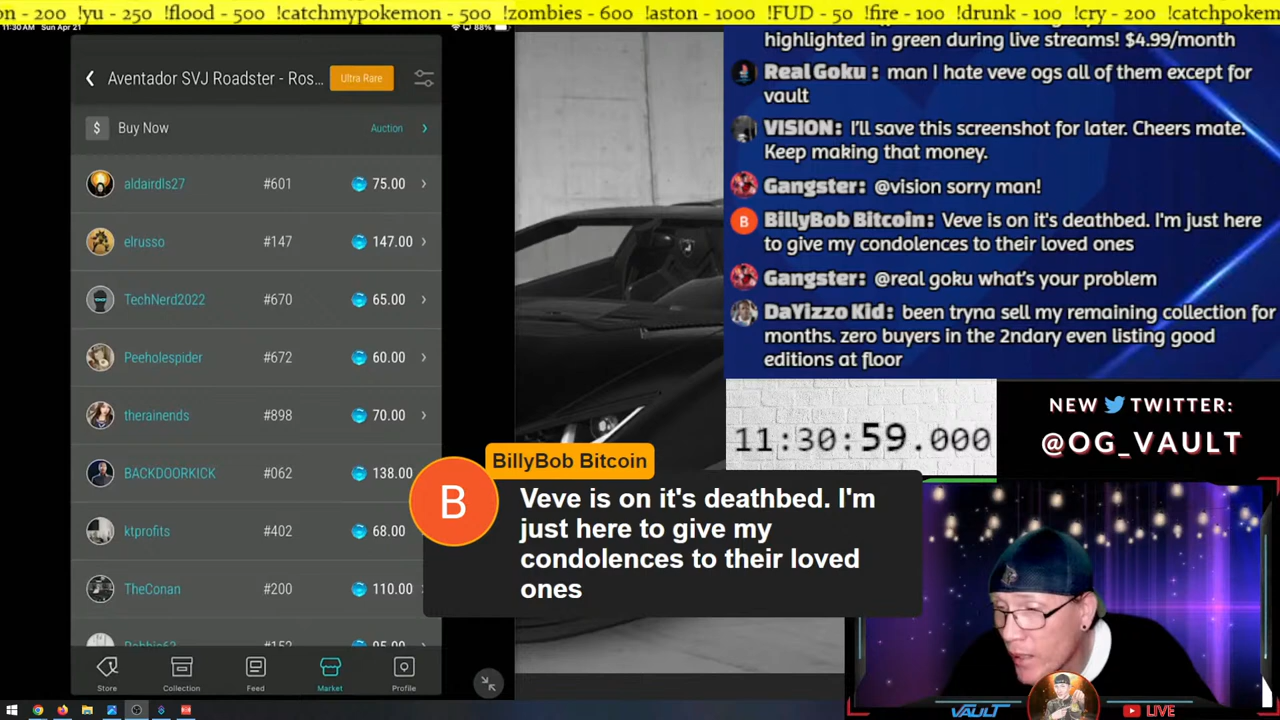 on - 200 !yu - 250 !flood - 500 !catchmypokemon - 500 !zombies - 600 !aston - 1000 !FUD - 50 !fire - 100 !drunk - 100 !cry - 200 !catchpokem
11:30 AM Sun Apr 21
88%
Aventador SVJ Roadster - Ros...
Ultra Rare
$ Buy Now
Auction
aldairdls27 #601 75.00
elrusso #147 147.00
TechNerd2022 #670 65.00
Peeholespider #672 60.00
therainends #898 70.00
BACKDOORKICK #062 138.00
ktprofits #402 68.00
TheConan #200 110.00
Store
Collection
Feed
Market
Profile
highlighted in green during live streams! $4.99/month
Real Goku : man I hate veve ogs all of them except for
vault
VISION: I'll save this screenshot for later. Cheers mate.
Keep making that money.
Gangster: @vision sorry man!
B
BillyBob Bitcoin: Veve is on it's deathbed. I'm just here
to give my condolences to their loved ones
Gangster: @real goku what's your problem
DaYizzo Kid: been tryna sell my remaining collection for
months. zero buyers in the 2ndary even listing good
editions at floor
11:30:59.000
NEW TWITTER:
@OG_VAULT
BillyBob Bitcoin
B
Veve is on it's deathbed. I'm
just here to give my
condolences to their loved
ones
VAULT
LIVE